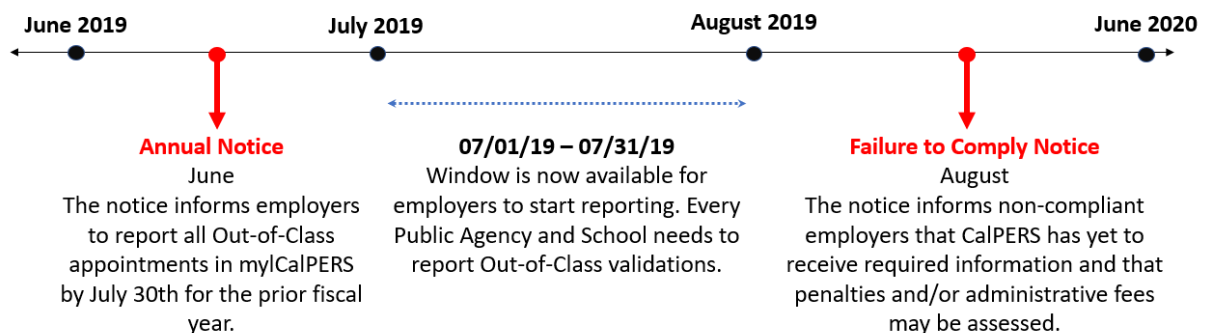 June 2019
July 2019
August 2019
June 2020
Annual Notice
June
The notice informs employers
to report all Out-of-Class
appointments in mylCalPERS
by July 30th for the prior fiscal
year.
07/01/19 – 07/31/19
Window is now available for
employers to start reporting. Every
Public Agency and School needs to
report Out-of-Class validations.
Failure to Comply Notice
August
The notice informs non-compliant
employers that CalPERS has yet to
receive required information and that
penalties and/or administrative fees
may be assessed.